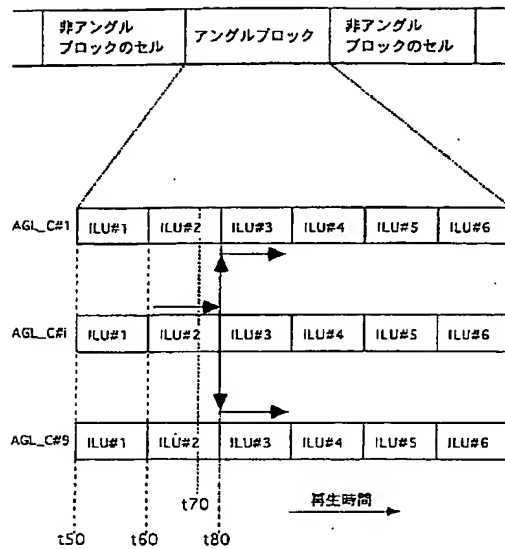 非アングル
ブロックのセル
アングルブロック
非アングル
ブロックのセル
AGL_C#1
ILU#1
ILU#2
ILU#3
ILU#4
ILU#5
ILU#6
AGL_C#i
ILU#1
ILU#2
ILU#3
ILU#4
ILU#5
ILU#6
AGL_C#9
ILU#1
ILU#2
ILU#3
ILU#4
ILU#5
ILU#6
t50
t60
t70
t80
再生時間